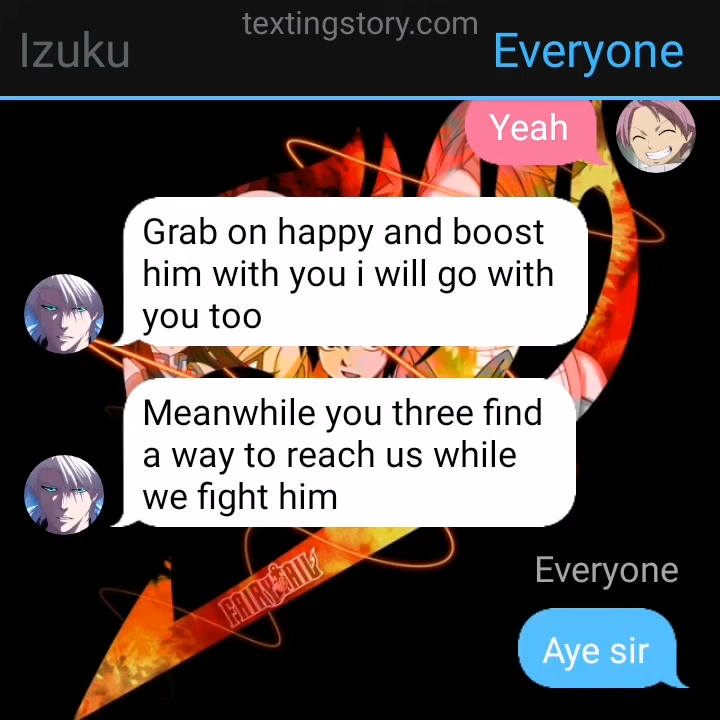 textingstory.com
Izuku
Everyone
Yeah
Grab on happy and boost
him with you i will go with
you too
Meanwhile you three find
a way to reach us while
we fight him
FAIRY TAIL
Everyone
Aye sir